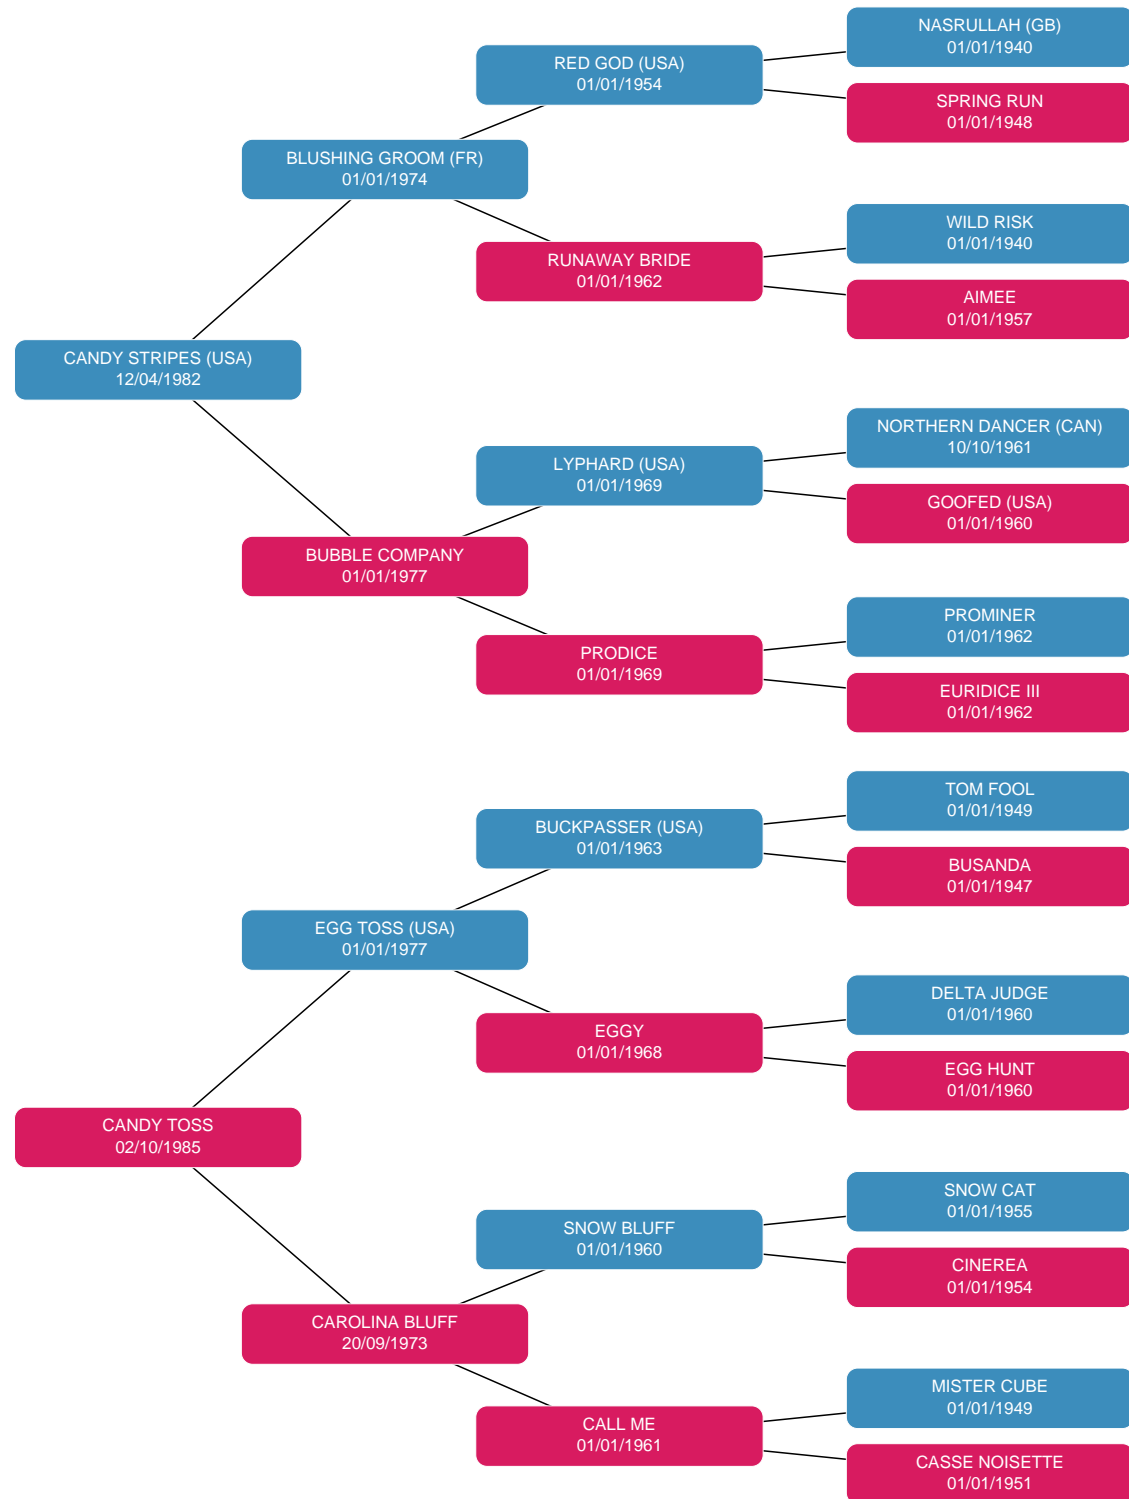 NASRULLAH (GB)
01/01/1940
RED GOD (USA)
01/01/1954
SPRING RUN
01/01/1948
BLUSHING GROOM (FR)
01/01/1974
WILD RISK
01/01/1940
RUNAWAY BRIDE
01/01/1962
AIMEE
01/01/1957
CANDY STRIPES (USA)
12/04/1982
NORTHERN DANCER (CAN)
10/10/1961
LYPHARD (USA)
01/01/1969
GOOFED (USA)
01/01/1960
BUBBLE COMPANY
01/01/1977
PROMINER
01/01/1962
PRODICE
01/01/1969
EURIDICE III
01/01/1962
TOM FOOL
01/01/1949
BUCKPASSER (USA)
01/01/1963
BUSANDA
01/01/1947
EGG TOSS (USA)
01/01/1977
DELTA JUDGE
01/01/1960
EGGY
01/01/1968
EGG HUNT
01/01/1960
CANDY TOSS
02/10/1985
SNOW CAT
01/01/1955
SNOW BLUFF
01/01/1960
CINEREA
01/01/1954
CAROLINA BLUFF
20/09/1973
MISTER CUBE
01/01/1949
CALL ME
01/01/1961
CASSE NOISETTE
01/01/1951